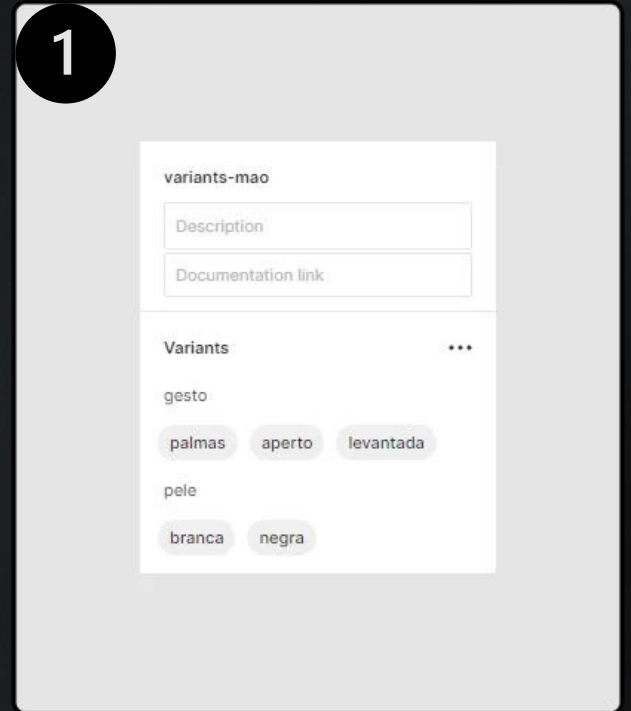 1
variants-mao
Description
Documentation link
Variants
gesto
palmas aperto levantada
pele
branca negra